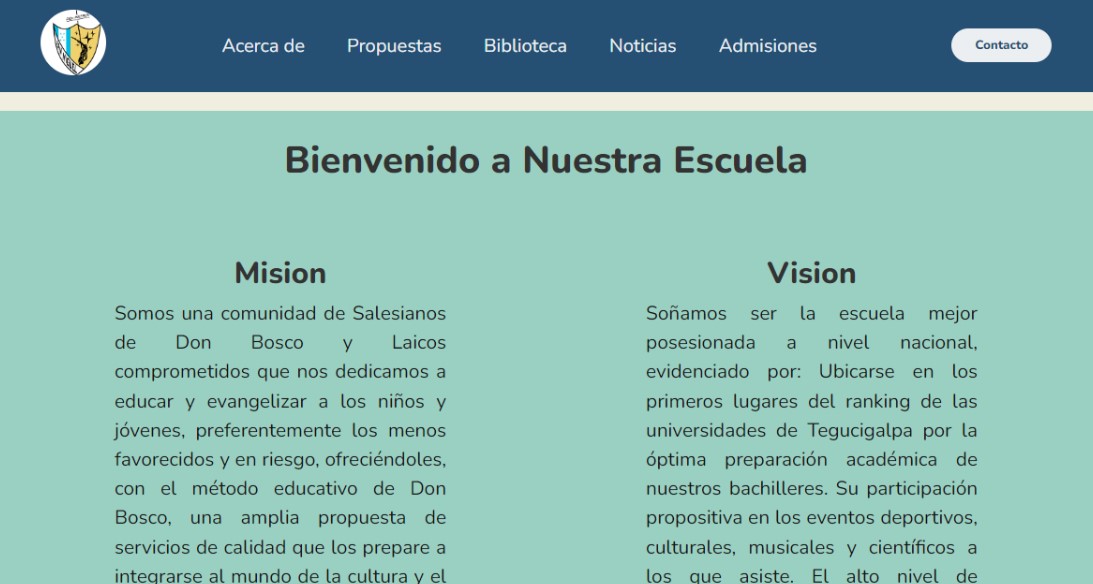 Acerca de
Propuestas
Biblioteca
Noticias
Admisiones
Contacto
Bienvenido a Nuestra Escuela
Mision
Somos una comunidad de Salesianos
de Don Bosco y Laicos
comprometidos que nos dedicamos a
educar y evangelizar a los niños y
jóvenes, preferentemente los menos
favorecidos y en riesgo, ofreciéndoles,
con el método educativo de Don
Bosco, una amplia propuesta de
servicios de calidad que los prepare a
integrarse al mundo de la cultura y el
Vision
Soñamos ser la escuela mejor
posesionada a nivel nacional,
evidenciado por: Ubicarse en los
primeros lugares del ranking de las
universidades de Tegucigalpa por la
óptima preparación académica de
nuestros bachilleres. Su participación
propositiva en los eventos deportivos,
culturales, musicales y científicos a
los que asiste. El alto nivel de